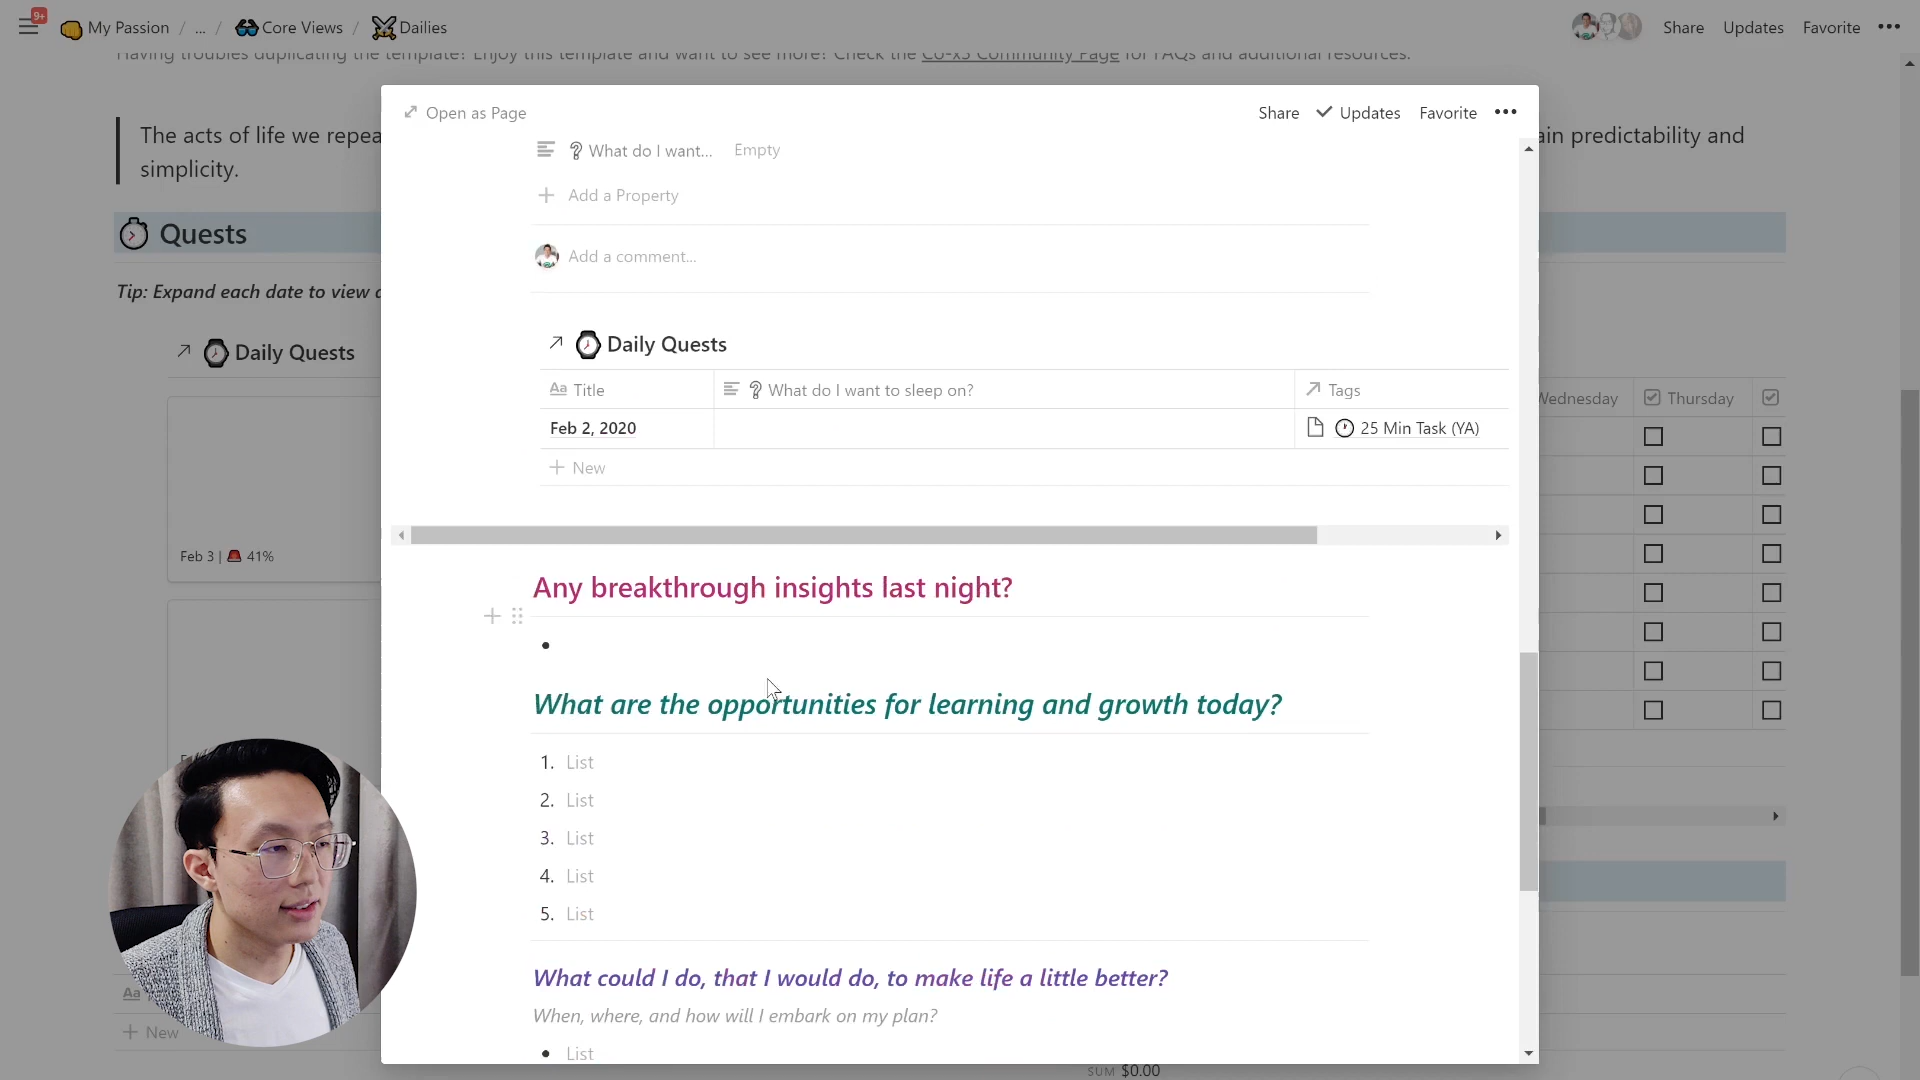 9+
My Passion / ... / Core Views / Dailies
Share Updates Favorite
Having troubles duplicating the template? Enjoy this template and want to see more? Check the Co-x3 Community Page for FAQs and additional resources.
Open as Page
Share Updates Favorite
The acts of life we repea
ain predictability and
simplicity.
What do I want... Empty
Add a Property
Quests
Add a comment...
Tip: Expand each date to view
Daily Quests
Daily Quests
Aa Title
What do I want to sleep on?
Tags
Wednesday
Thursday
Feb 2, 2020
25 Min Task (YA)
New
Feb 3 | 41%
Any breakthrough insights last night?
What are the opportunities for learning and growth today?
1. List
2. List
3. List
4. List
5. List
What could I do, that I would do, to make life a little better?
When, where, and how will I embark on my plan?
Aa
New
List
SUM $0.00